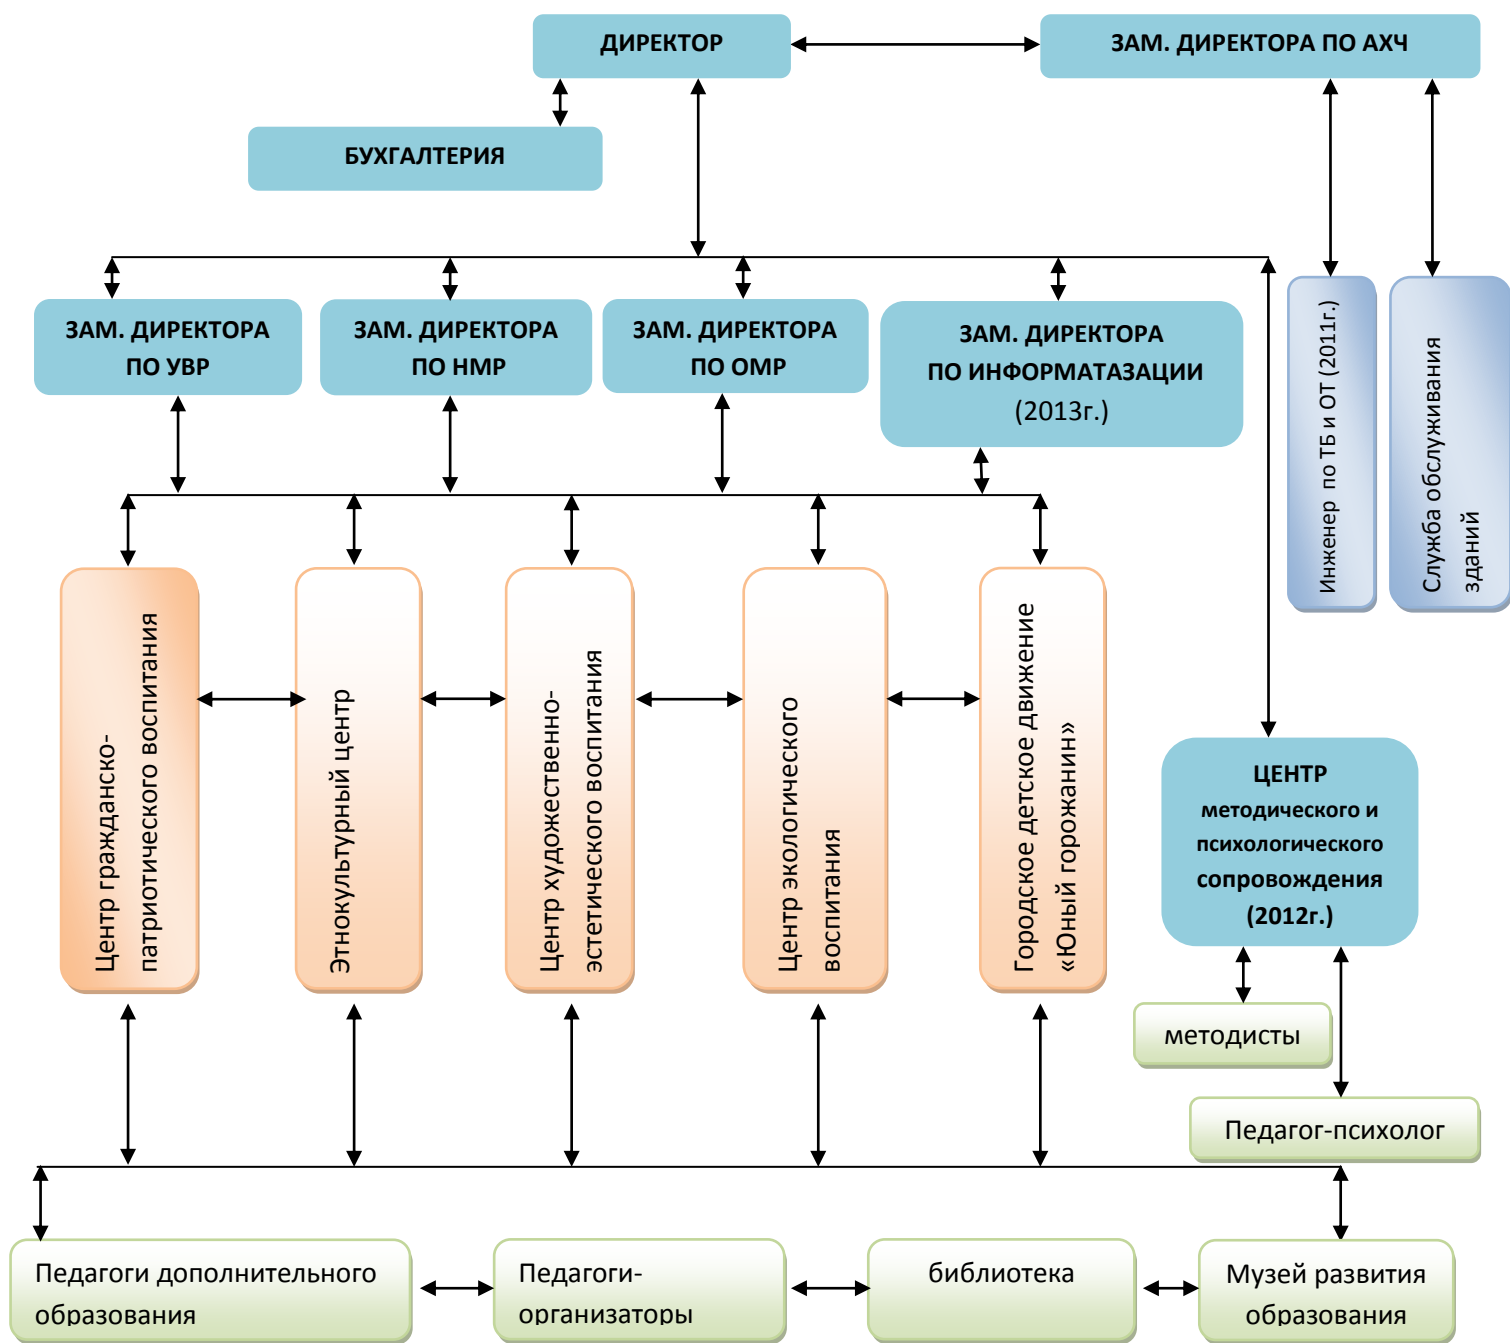 ДИРЕКТОР
ЗАМ. ДИРЕКТОРА ПО АХЧ
БУХГАЛТЕРИЯ
ЗАМ. ДИРЕКТОРА
ПО УВР
ЗАМ. ДИРЕКТОРА
ПО НМР
ЗАМ. ДИРЕКТОРА
ПО ОМР
ЗАМ. ДИРЕКТОРА
ПО ИНФОРМАТАЗАЦИИ
(2013г.)
Инженер по ТБ и ОТ (2011г.)
Служба обслуживания
зданий
Центр гражданско-
патриотического воспитания
Этнокультурный центр
Центр художественно-
эстетического воспитания
Центр экологического
воспитания
Городское детское движение
«Юный горожанин»
ЦЕНТР
методического и
психологического
сопровождения
(2012г.)
методисты
Педагог-психолог
Педагоги дополнительного
образования
Педагоги-
организаторы
библиотека
Музей развития
образования